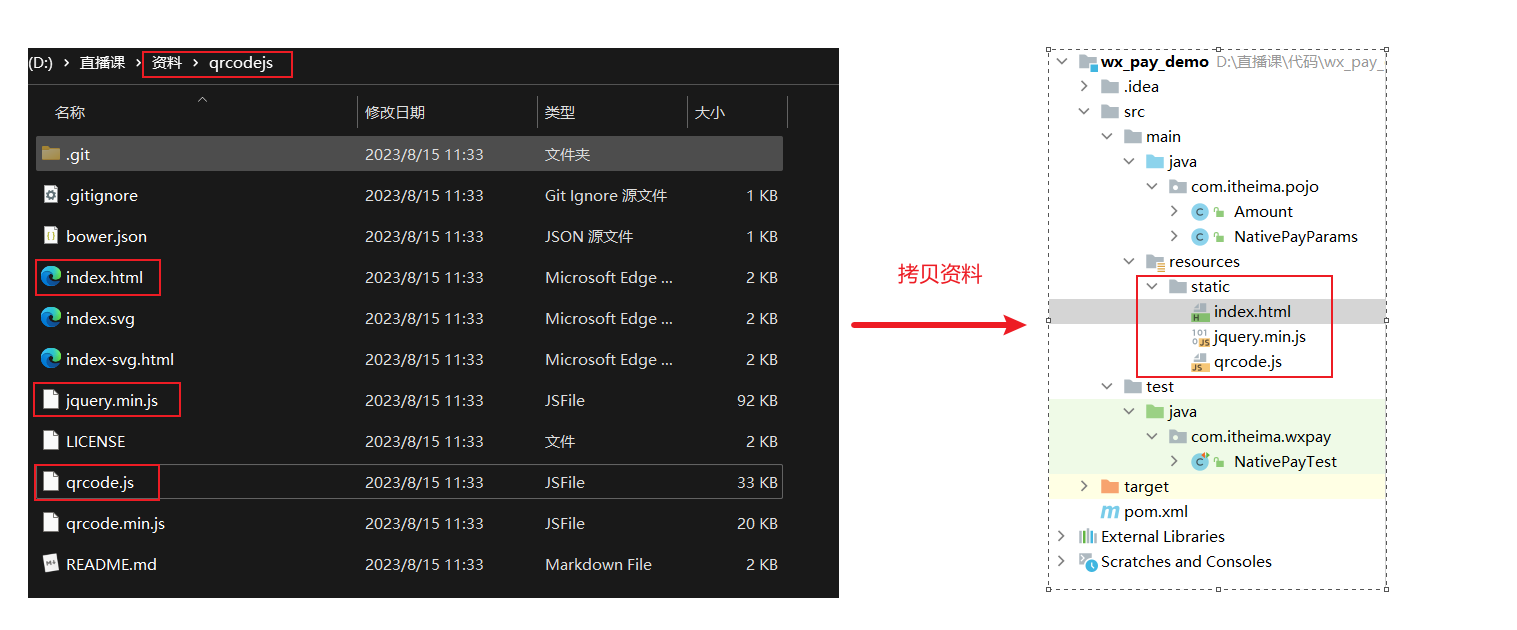 (D:) › 直播课 › 资料 › qrcodejs
名称 修改日期 类型 大小
.git 2023/8/15 11:33 文件夹
.gitignore 2023/8/15 11:33 Git Ignore 源文件 1 KB
bower.json 2023/8/15 11:33 JSON 源文件 1 KB
index.html 2023/8/15 11:33 Microsoft Edge ... 2 KB
index.svg 2023/8/15 11:33 Microsoft Edge ... 2 KB
index-svg.html 2023/8/15 11:33 Microsoft Edge ... 2 KB
jquery.min.js 2023/8/15 11:33 JSFile 92 KB
LICENSE 2023/8/15 11:33 文件 2 KB
qrcode.js 2023/8/15 11:33 JSFile 33 KB
qrcode.min.js 2023/8/15 11:33 JSFile 20 KB
README.md 2023/8/15 11:33 Markdown File 2 KB
拷贝资料
wx_pay_demo D:\直播课\代码\wx_pay_
.idea
src
main
java
com.itheima.pojo
Amount
NativePayParams
resources
static
index.html
jquery.min.js
qrcode.js
test
java
com.itheima.wxpay
NativePayTest
target
pom.xml
External Libraries
Scratches and Consoles